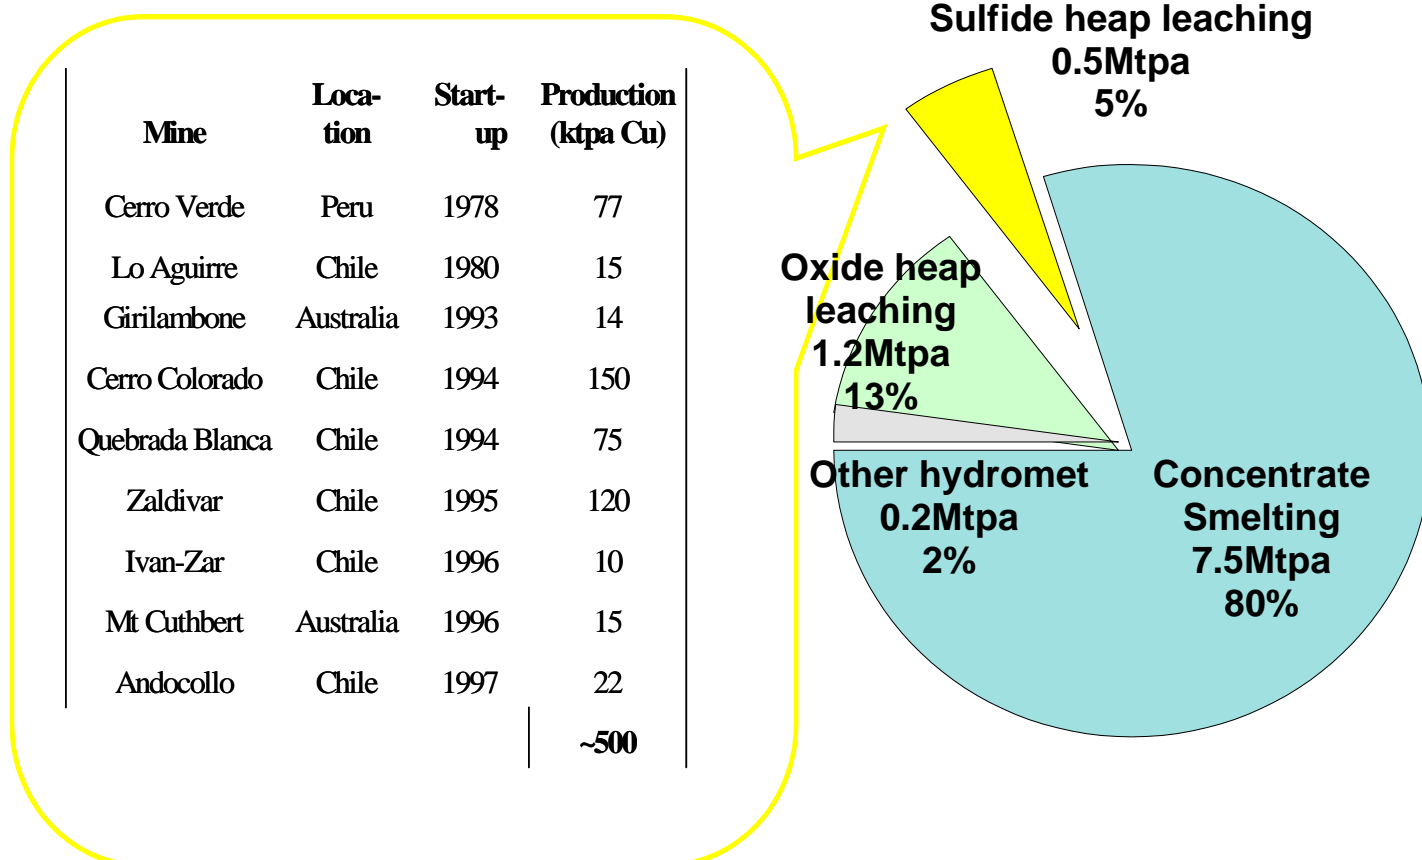 Sulfide heap leaching
0.5Mtpa
5%
Mine Loca- tion Start- up Production (ktpa Cu)
Cerro Verde Peru 1978 77
Lo Aguirre Chile 1980 15
Girilambone Australia 1993 14
Cerro Colorado Chile 1994 150
Quebrada Blanca Chile 1994 75
Zaldivar Chile 1995 120
Ivan-Zar Chile 1996 10
Mt Cuthbert Australia 1996 15
Andocollo Chile 1997 22
~500
Oxide heap
leaching
1.2Mtpa
13%
Other hydromet
0.2Mtpa
2%
Concentrate
Smelting
7.5Mtpa
80%